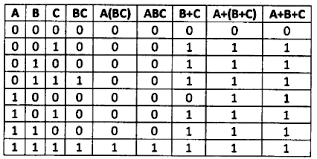 A B C BC A(BC) ABC B+C A+(B+C) A+B+C
0 0 0 0 0 0 0 0 0
0 0 1 0 0 0 1 1 1
0 1 0 0 0 0 1 1 1
0 1 1 1 0 0 1 1 1
1 0 0 0 0 0 0 1 1
1 0 1 0 0 0 1 1 1
1 1 0 0 0 0 1 1 1
1 1 1 1 1 1 1 1 1